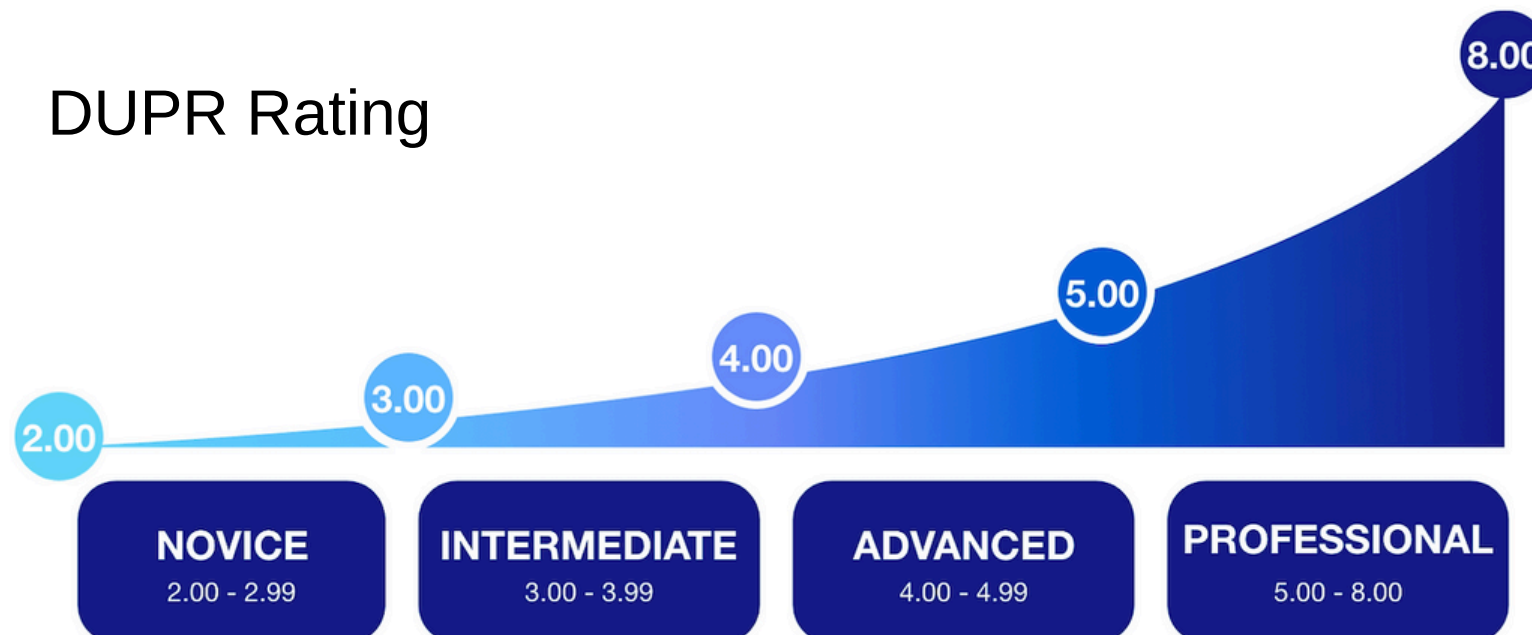 DUPR Rating
8.00
5.00
4.00
3.00
2.00
NOVICE
2.00 - 2.99
INTERMEDIATE
3.00 - 3.99
ADVANCED
4.00 - 4.99
PROFESSIONAL
5.00 - 8.00